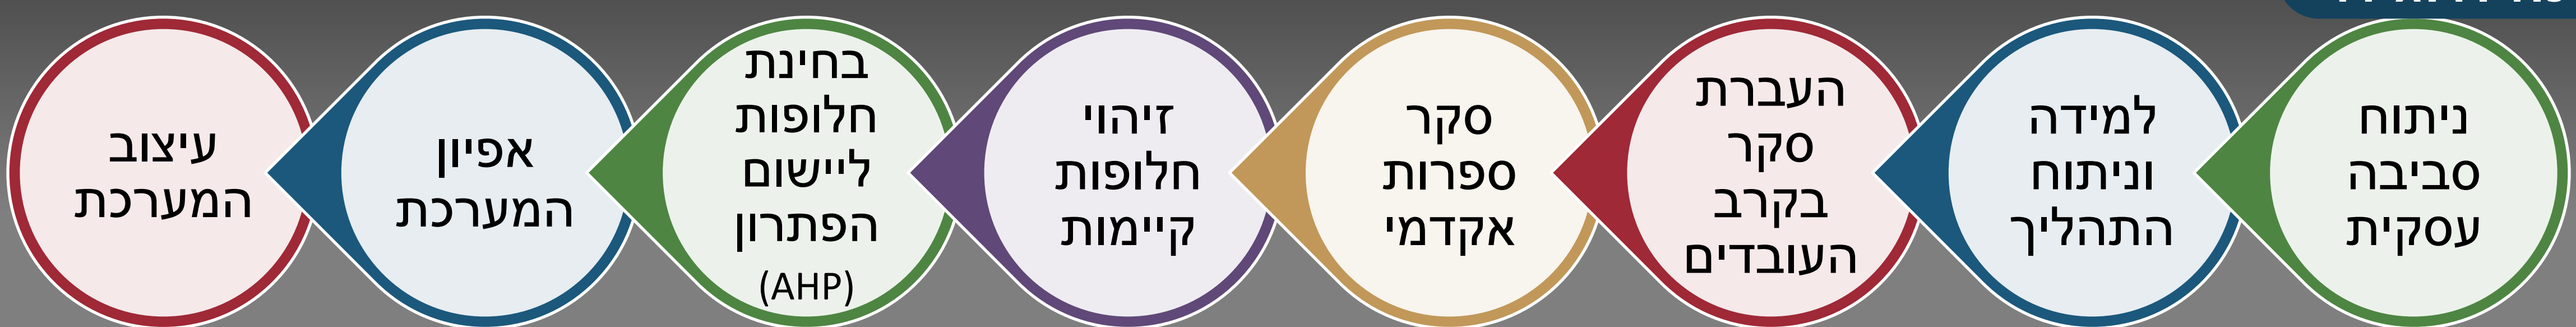 ניתוח
סביבה
עסקית
למידה
וניתוח
התהליך
העברת
סקר
בקרב
העובדים
סקר
ספרות
אקדמי
זיהוי
חלופות
קיימות
בחינת
חלופות
ליישום
הפתרון
(AHP)
אפיון
המערכת
עיצוב
המערכת